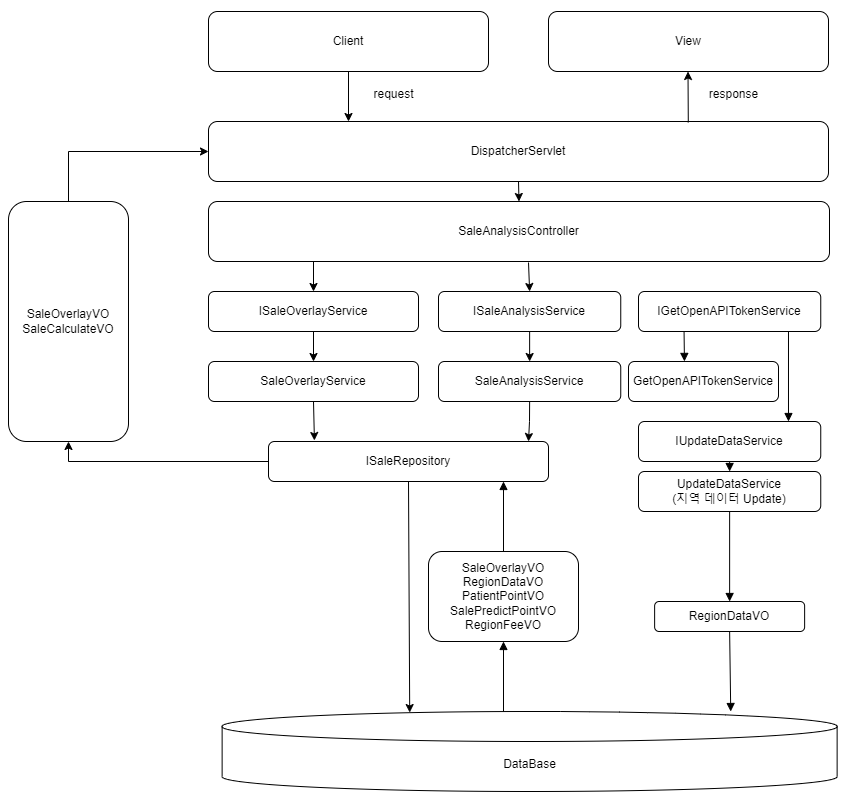 Client
View
request
response
DispatcherServlet
SaleAnalysisController
SaleOverlayVO
SaleCalculateVO
ISaleOverlayService
ISaleAnalysisService
IGetOpenAPITokenService
SaleOverlayService
SaleAnalysisService
GetOpenAPITokenService
ISaleRepository
IUpdateDataService
UpdateDataService
(지역 데이터 Update)
SaleOverlayVO
RegionDataVO
PatientPointVO
SalePredictPointVO
RegionFeeVO
RegionDataVO
DataBase